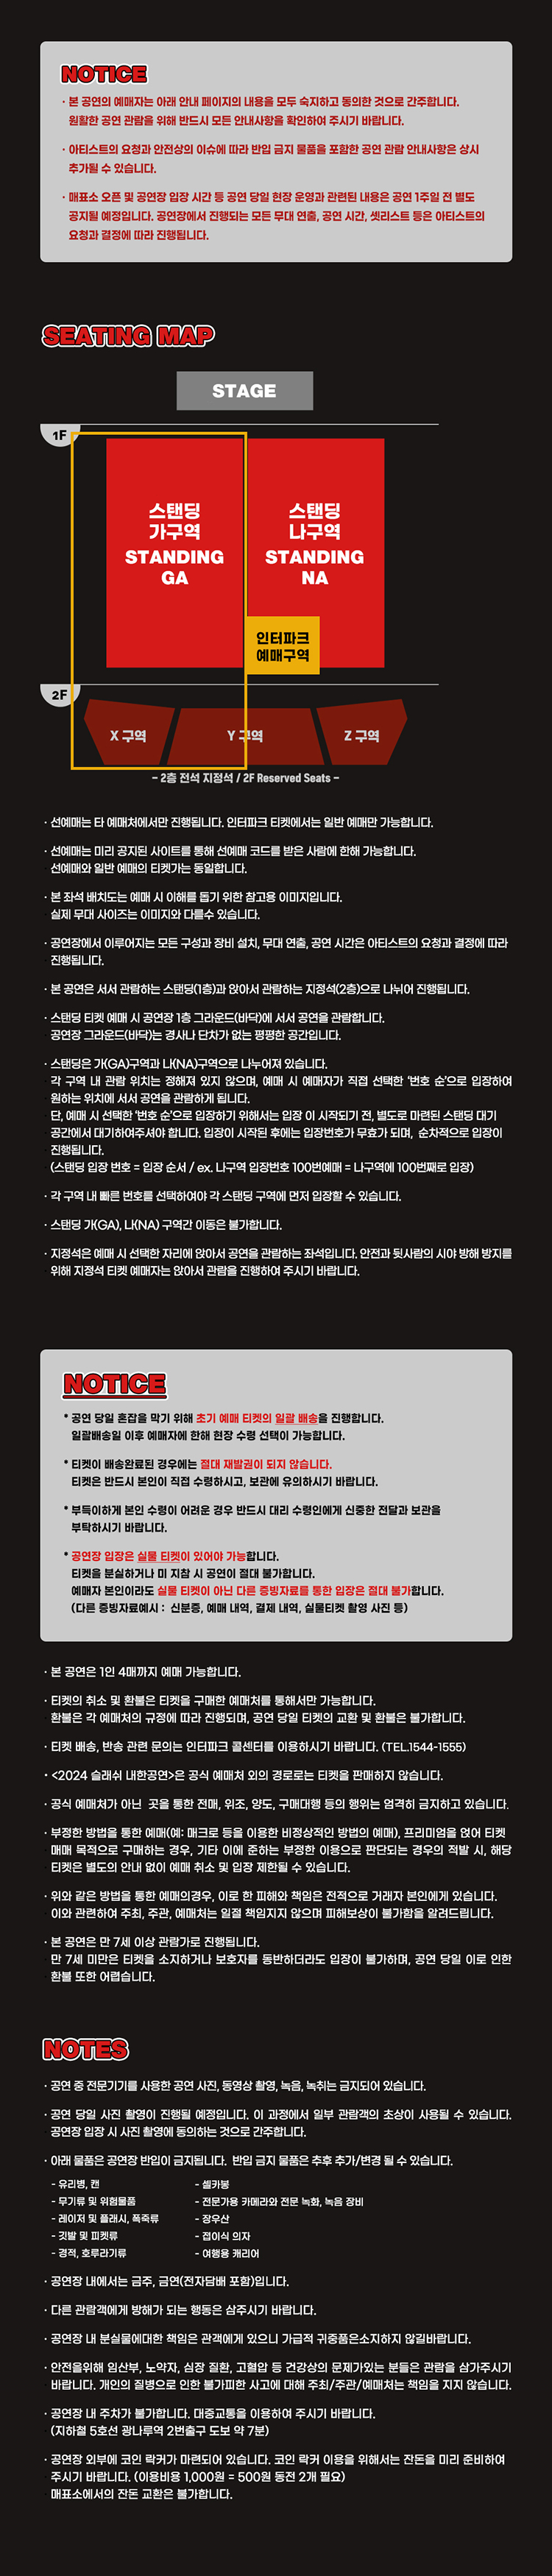 NOTICE
· 본 공연의 예매자는 아래 안내 페이지의 내용을 모두 숙지하고 동의한 것으로 간주합니다.
원활한 공연 관람을 위해 반드시 모든 안내사항을 확인하여 주시기 바랍니다.
· 아티스트의 요청과 안전상의 이슈에 따라 반입 금지 물품을 포함한 공연 관람 안내사항은 상시
추가될 수 있습니다.
· 매표소 오픈 및 공연장 입장 시간 등 공연 당일 현장 운영과 관련된 내용은 공연 1주일 전 별도
공지될 예정입니다. 공연장에서 진행되는 모든 무대 연출, 공연 시간, 셋리스트 등은 아티스트의
요청과 결정에 따라 진행됩니다.
SEATING MAP
STAGE
1F
스탠딩
가구역
STANDING
GA
스탠딩
나구역
STANDING
NA
인터파크
예매구역
2F
X 구역
Y 구역
Z 구역
- 2층 전석 지정석 / 2F Reserved Seats -
· 선예매는 타 예매처에서만 진행됩니다. 인터파크 티켓에서는 일반 예매만 가능합니다.
· 선예매는 미리 공지된 사이트를 통해 선예매 코드를 받은 사람에 한해 가능합니다.
선예매와 일반 예매의 티켓가는 동일합니다.
· 본 좌석 배치도는 예매 시 이해를 돕기 위한 참고용 이미지입니다.
실제 무대 사이즈는 이미지와 다를수 있습니다.
· 공연장에서 이루어지는 모든 구성과 장비 설치, 무대 연출, 공연 시간은 아티스트의 요청과 결정에 따라
진행됩니다.
· 본 공연은 서서 관람하는 스탠딩(1층)과 앉아서 관람하는 지정석(2층)으로 나뉘어 진행됩니다.
· 스탠딩 티켓 예매 시 공연장 1층 그라운드(바닥)에 서서 공연을 관람합니다.
공연장 그라운드(바닥)는 경사나 단차가 없는 평평한 공간입니다.
· 스탠딩은 가(GA)구역과 나(NA)구역으로 나누어져 있습니다.
각 구역 내 관람 위치는 정해져 있지 않으며, 예매 시 예매자가 직접 선택한 '번호 순'으로 입장하여
원하는 위치에 서서 공연을 관람하게 됩니다.
단, 예매 시 선택한 '번호 순'으로 입장하기 위해서는 입장 이 시작되기 전, 별도로 마련된 스탠딩 대기
공간에서 대기하여주셔야 합니다. 입장이 시작된 후에는 입장번호가 무효가 되며, 순차적으로 입장이
진행됩니다.
(스탠딩 입장 번호 = 입장 순서 / ex. 나구역 입장번호 100번예매 = 나구역에 100번째로 입장)
· 각 구역 내 빠른 번호를 선택하여야 각 스탠딩 구역에 먼저 입장할 수 있습니다.
· 스탠딩 가(GA), 나(NA) 구역간 이동은 불가합니다.
· 지정석은 예매 시 선택한 자리에 앉아서 공연을 관람하는 좌석입니다. 안전과 뒷사람의 시야 방해 방지를
위해 지정석 티켓 예매자는 앉아서 관람을 진행하여 주시기 바랍니다.
NOTICE
* 공연 당일 혼잡을 막기 위해 초기 예매 티켓의 일괄 배송을 진행합니다.
일괄배송일 이후 예매자에 한해 현장 수령 선택이 가능합니다.
* 티켓이 배송완료된 경우에는 절대 재발권이 되지 않습니다.
티켓은 반드시 본인이 직접 수령하시고, 보관에 유의하시기 바랍니다.
* 부득이하게 본인 수령이 어려운 경우 반드시 대리 수령인에게 신중한 전달과 보관을
부탁하시기 바랍니다.
* 공연장 입장은 실물 티켓이 있어야 가능합니다.
티켓을 분실하거나 미 지참 시 공연이 절대 불가합니다.
예매자 본인이라도 실물 티켓이 아닌 다른 증빙자료를 통한 입장은 절대 불가합니다.
(다른 증빙자료예시 : 신분증, 예매 내역, 결제 내역, 실물티켓 촬영 사진 등)
· 본 공연은 1인 4매까지 예매 가능합니다.
· 티켓의 취소 및 환불은 티켓을 구매한 예매처를 통해서만 가능합니다.
환불은 각 예매처의 규정에 따라 진행되며, 공연 당일 티켓의 교환 및 환불은 불가합니다.
· 티켓 배송, 반송 관련 문의는 인터파크 콜센터를 이용하시기 바랍니다. (TEL.1544-1555)
· <2024 슬래쉬 내한공연>은 공식 예매처 외의 경로로는 티켓을 판매하지 않습니다.
· 공식 예매처가 아닌 곳을 통한 전매, 위조, 양도, 구매대행 등의 행위는 엄격히 금지하고 있습니다.
· 부정한 방법을 통한 예매(예: 매크로 등을 이용한 비정상적인 방법의 예매), 프리미엄을 얹어 티켓
매매 목적으로 구매하는 경우, 기타 이에 준하는 부정한 이용으로 판단되는 경우의 적발 시, 해당
티켓은 별도의 안내 없이 예매 취소 및 입장 제한될 수 있습니다.
· 위와 같은 방법을 통한 예매의경우, 이로 한 피해와 책임은 전적으로 거래자 본인에게 있습니다.
이와 관련하여 주최, 주관, 예매처는 일절 책임지지 않으며 피해보상이 불가함을 알려드립니다.
· 본 공연은 만 7세 이상 관람가로 진행됩니다.
만 7세 미만은 티켓을 소지하거나 보호자를 동반하더라도 입장이 불가하며, 공연 당일 이로 인한
환불 또한 어렵습니다.
NOTES
· 공연 중 전문기기를 사용한 공연 사진, 동영상 촬영, 녹음, 녹취는 금지되어 있습니다.
· 공연 당일 사진 촬영이 진행될 예정입니다. 이 과정에서 일부 관람객의 초상이 사용될 수 있습니다.
공연장 입장 시 사진 촬영에 동의하는 것으로 간주합니다.
· 아래 물품은 공연장 반입이 금지됩니다. 반입 금지 물품은 추후 추가/변경 될 수 있습니다.
- 유리병, 캔
- 무기류 및 위험물품
- 레이저 및 플래시, 폭죽류
- 깃발 및 피켓류
- 경적, 호루라기류
- 셀카봉
- 전문가용 카메라와 전문 녹화, 녹음 장비
- 장우산
- 접이식 의자
- 여행용 캐리어
· 공연장 내에서는 금주, 금연(전자담배 포함)입니다.
· 다른 관람객에게 방해가 되는 행동은 삼주시기 바랍니다.
· 공연장 내 분실물에대한 책임은 관객에게 있으니 가급적 귀중품은소지하지 않길바랍니다.
· 안전을위해 임산부, 노약자, 심장 질환, 고혈압 등 건강상의 문제가있는 분들은 관람을 삼가주시기
바랍니다. 개인의 질병으로 인한 불가피한 사고에 대해 주최/주관/예매처는 책임을 지지 않습니다.
· 공연장 내 주차가 불가합니다. 대중교통을 이용하여 주시기 바랍니다.
(지하철 5호선 광나루역 2번출구 도보 약 7분)
· 공연장 외부에 코인 락커가 마련되어 있습니다. 코인 락커 이용을 위해서는 잔돈을 미리 준비하여
주시기 바랍니다. (이용비용 1,000원 = 500원 동전 2개 필요)
매표소에서의 잔돈 교환은 불가합니다.